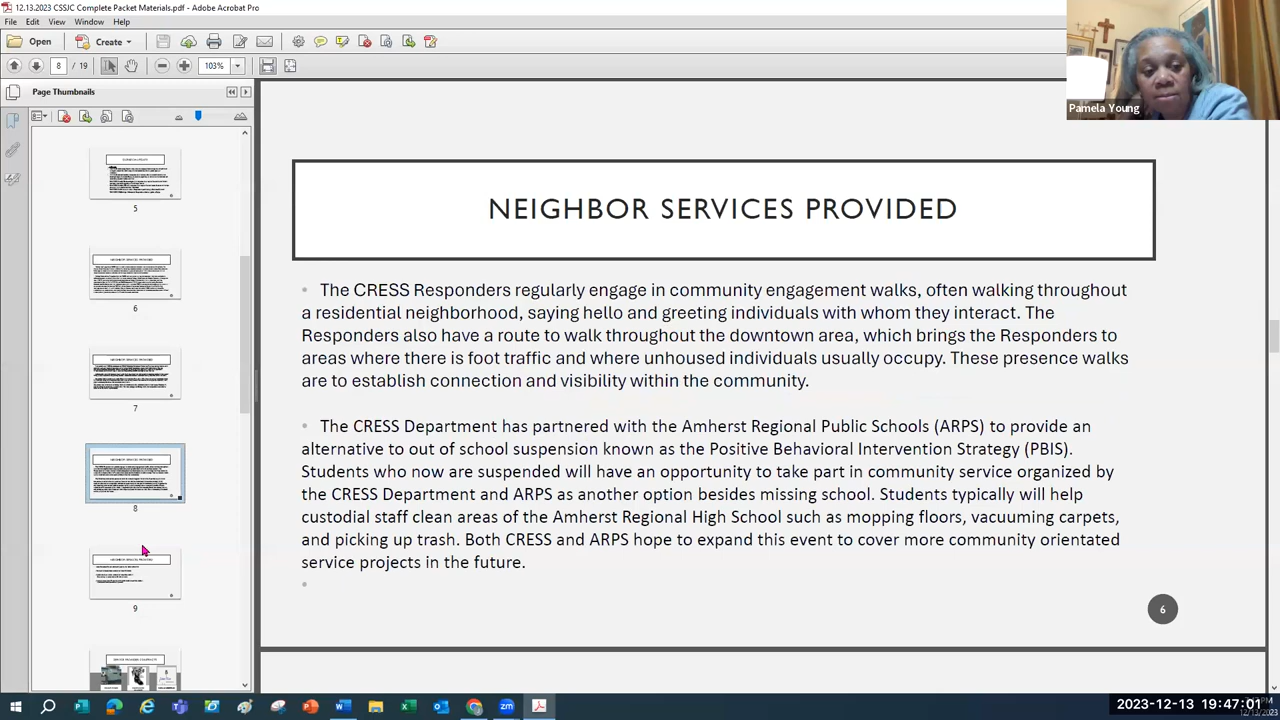 12.13.2023 CSSJC Complete Packet Materials.pdf - Adobe Acrobat Pro
File Edit View Window Help
Open Create
8 / 19 103%
Page Thumbnails
5
6
7
8
9
NEIGHBOR SERVICES PROVIDED
• The CRESS Responders regularly engage in community engagement walks, often walking throughout
a residential neighborhood, saying hello and greeting individuals with whom they interact. The
Responders also have a route to walk throughout the downtown area, which brings the Responders to
areas where there is foot traffic and where unhoused individuals usually occupy. These presence walks
are to establish connection and visibility within the community.
• The CRESS Department has partnered with the Amherst Regional Public Schools (ARPS) to provide an
alternative to out of school suspension known as the Positive Behavioral Intervention Strategy (PBIS).
Students who now are suspended will have an opportunity to take part in community service organized by
the CRESS Department and ARPS as another option besides missing school. Students typically will help
custodial staff clean areas of the Amherst Regional High School such as mopping floors, vacuuming carpets,
and picking up trash. Both CRESS and ARPS hope to expand this event to cover more community orientated
service projects in the future.
•
6
Pamela Young
2023-12-13 19:47:01